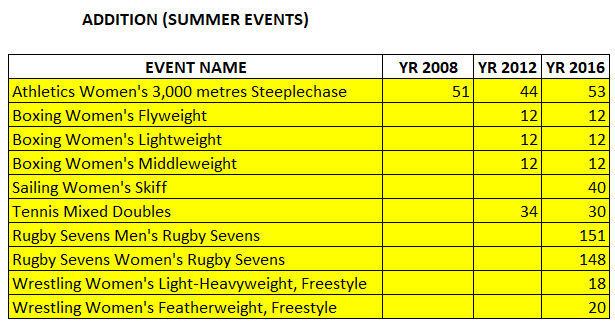 ADDITION (SUMMER EVENTS)
EVENT NAME YR 2008 YR 2012 YR 2016
Athletics Women's 3,000 metres Steeplechase 51 44 53
Boxing Women's Flyweight 12 12
Boxing Women's Lightweight 12 12
Boxing Women's Middleweight 12 12
Sailing Women's Skiff 40
Tennis Mixed Doubles 34 30
Rugby Sevens Men's Rugby Sevens 151
Rugby Sevens Women's Rugby Sevens 148
Wrestling Women's Light-Heavyweight, Freestyle 18
Wrestling Women's Featherweight, Freestyle 20